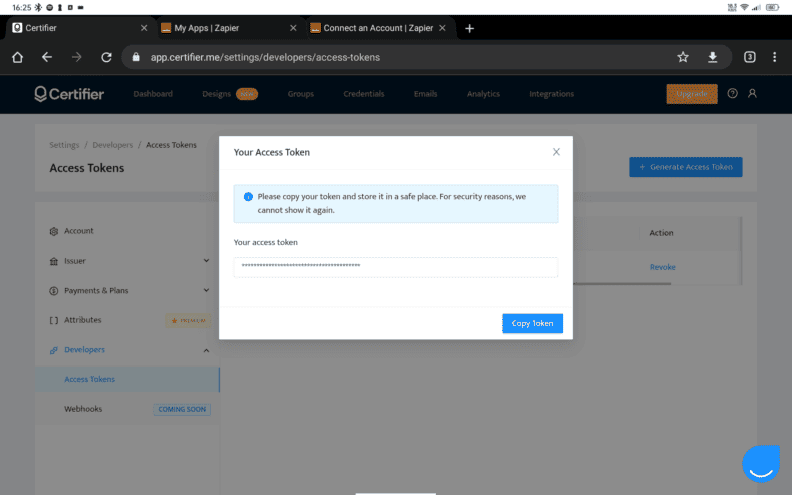 16:25
Certifier
My Apps | Zapier
Connect an Account | Zapier
app.certifier.me/settings/developers/access-tokens
3
Certifier
Dashboard
Designs
Groups
Credentials
Emails
Analytics
Integrations
Upgrade
Settings / Developers / Access Tokens
Access Tokens
+ Generate Access Token
Your Access Token
Please copy your token and store it in a safe place. For security reasons, we
cannot show it again.
Your access token
****************************************
Copy Token
Account
Issuer
Payments & Plans
Attributes
Developers
Access Tokens
Webhooks
COMING SOON
Action
Revoke